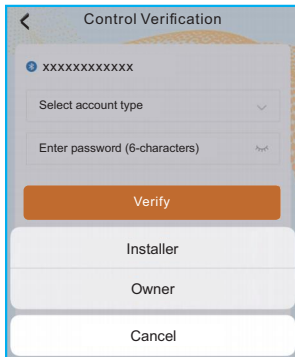 Control Verification
xxxxxxxxxxxx
Select account type
Enter password (6-characters)
Verify
Installer
Owner
Cancel